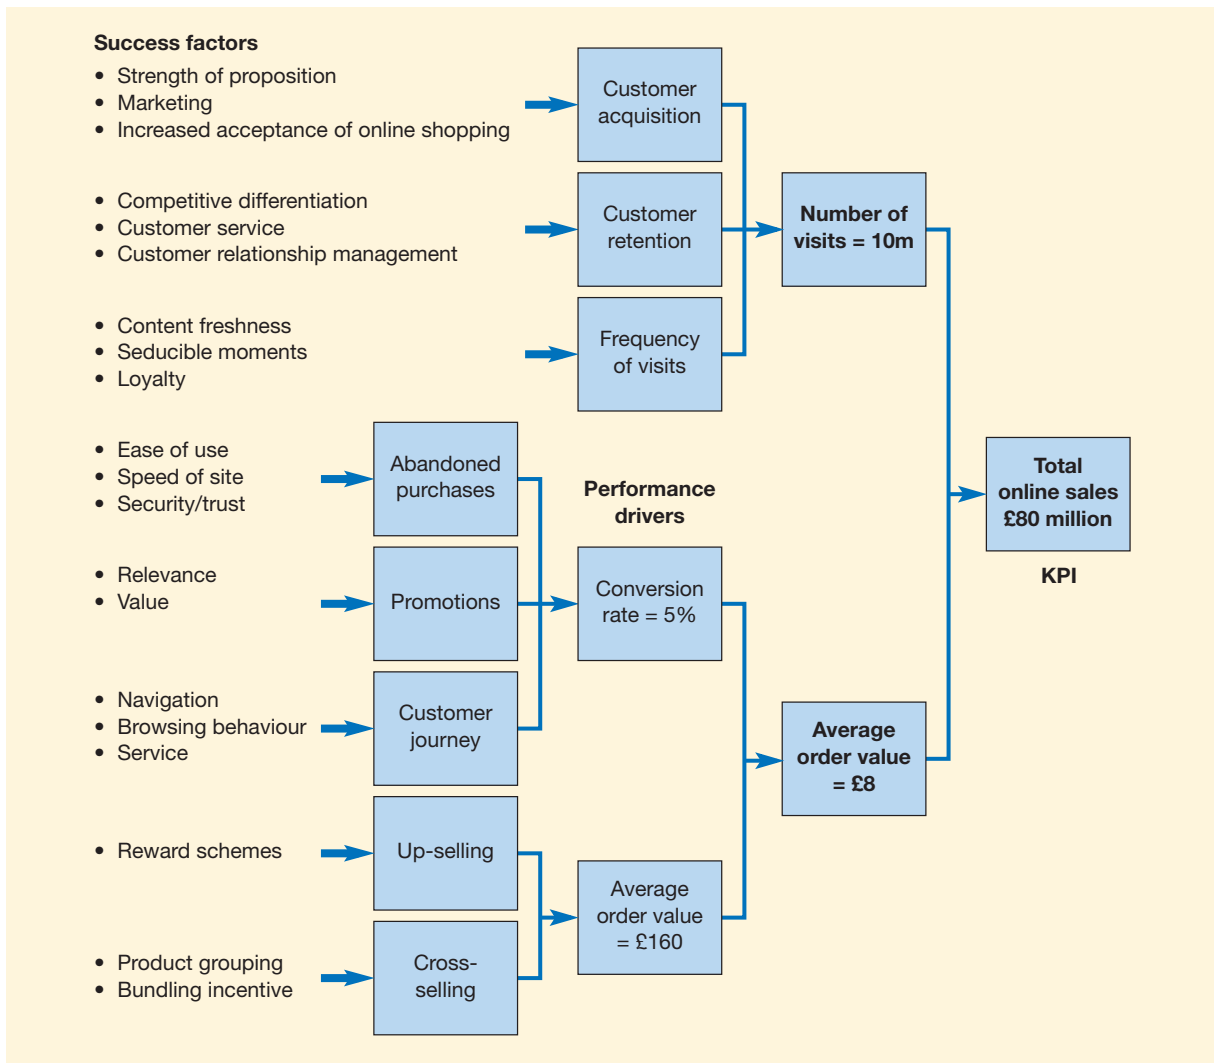 Success factors
• Strength of proposition
• Marketing
• Increased acceptance of online shopping
Customer
acquisition
• Competitive differentiation
• Customer service
• Customer relationship management
Customer
retention
Number of
visits = 10m
• Content freshness
• Seducible moments
• Loyalty
Frequency
of visits
• Ease of use
• Speed of site
• Security/trust
Abandoned
purchases
Performance
drivers
Total
online sales
£80 million
KPI
• Relevance
• Value
Promotions
Conversion
rate = 5%
• Navigation
• Browsing behaviour
• Service
Customer
journey
Average
order value
= £8
• Reward schemes
Up-selling
Average
order value
= £160
• Product grouping
• Bundling incentive
Cross-
selling